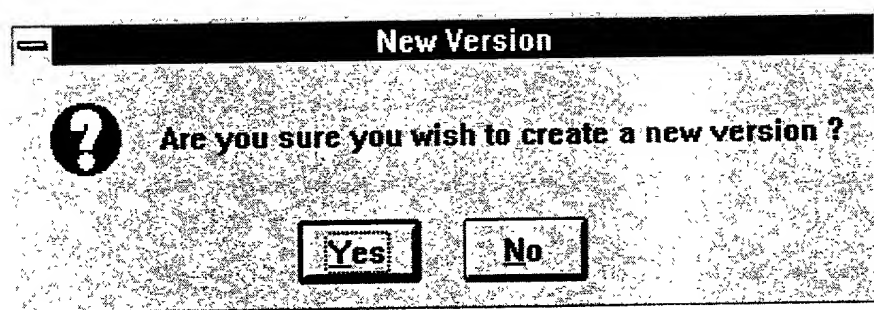 New Version
Are you sure you wish to create a new version ?
Yes
No